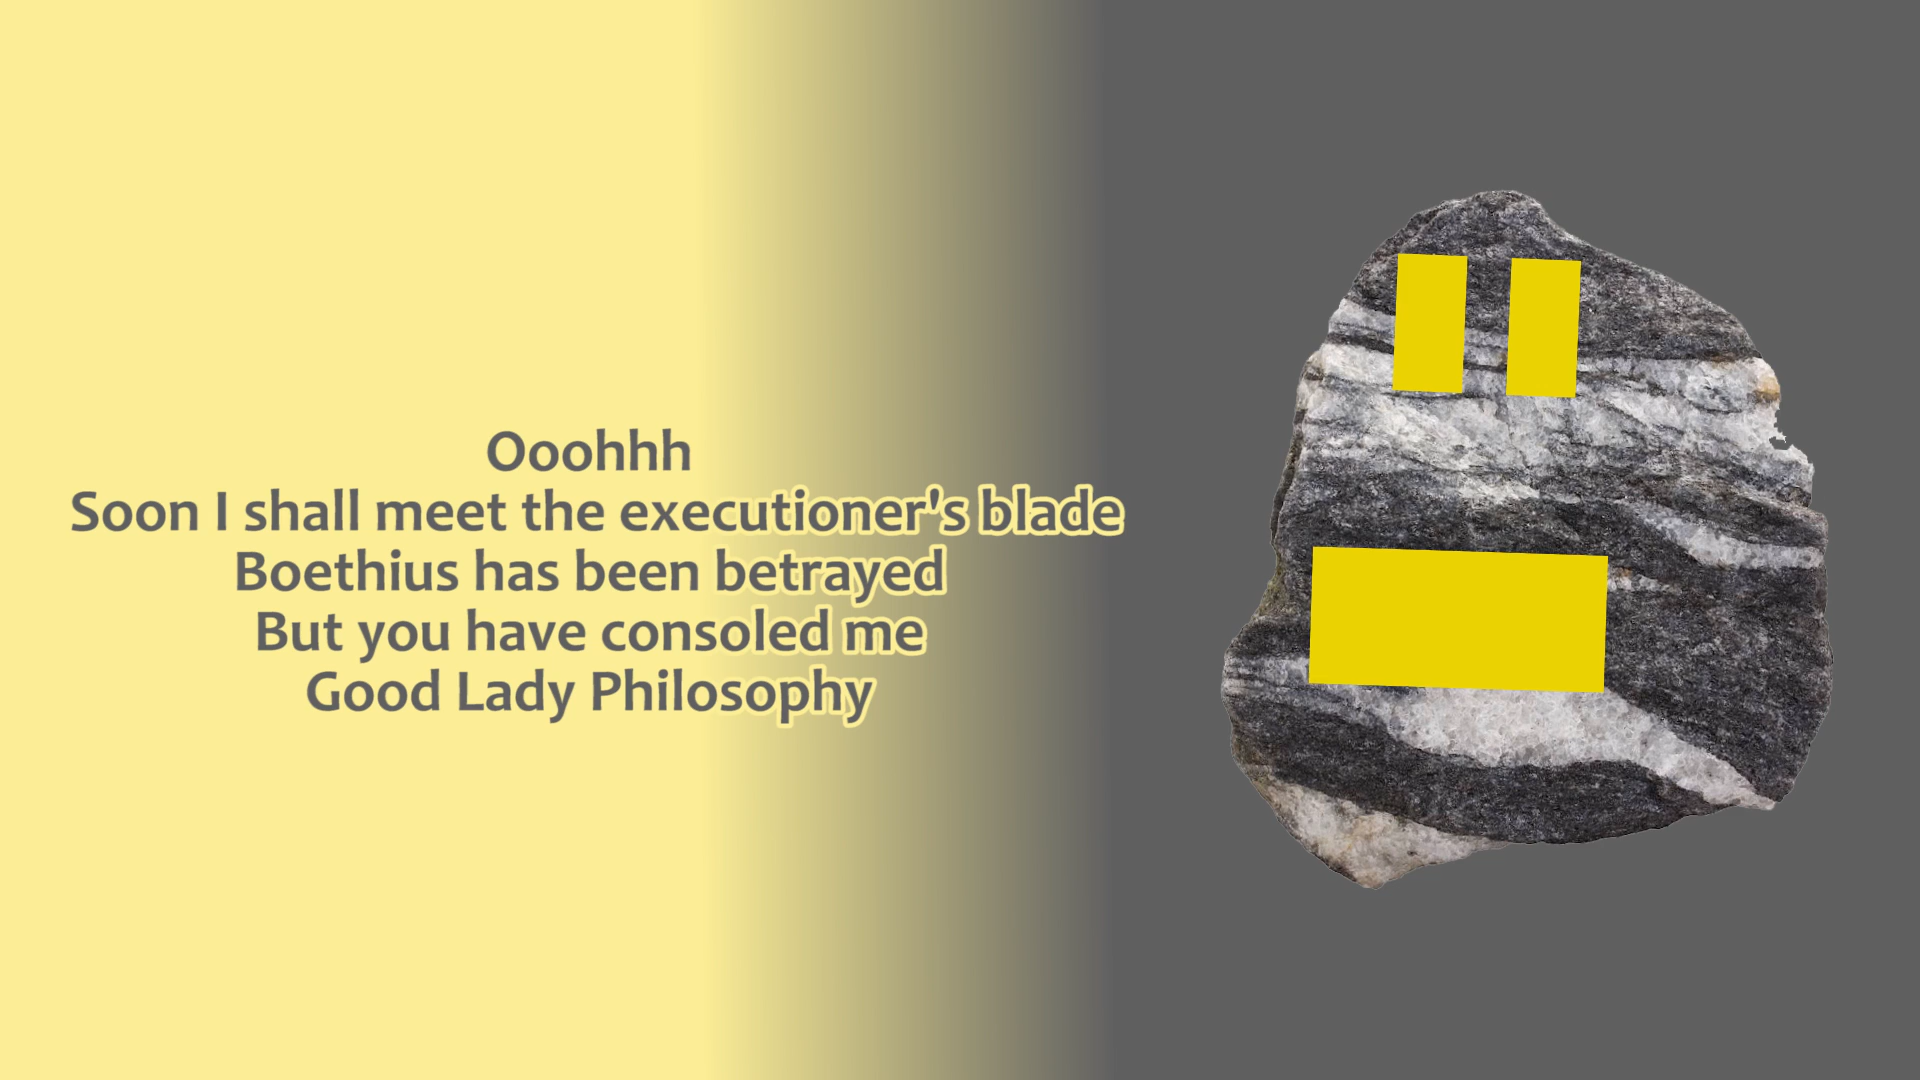 Ooohhh
Soon I shall meet the executioner's blade
Boethius has been betrayed
But you have consoled me
Good Lady Philosophy